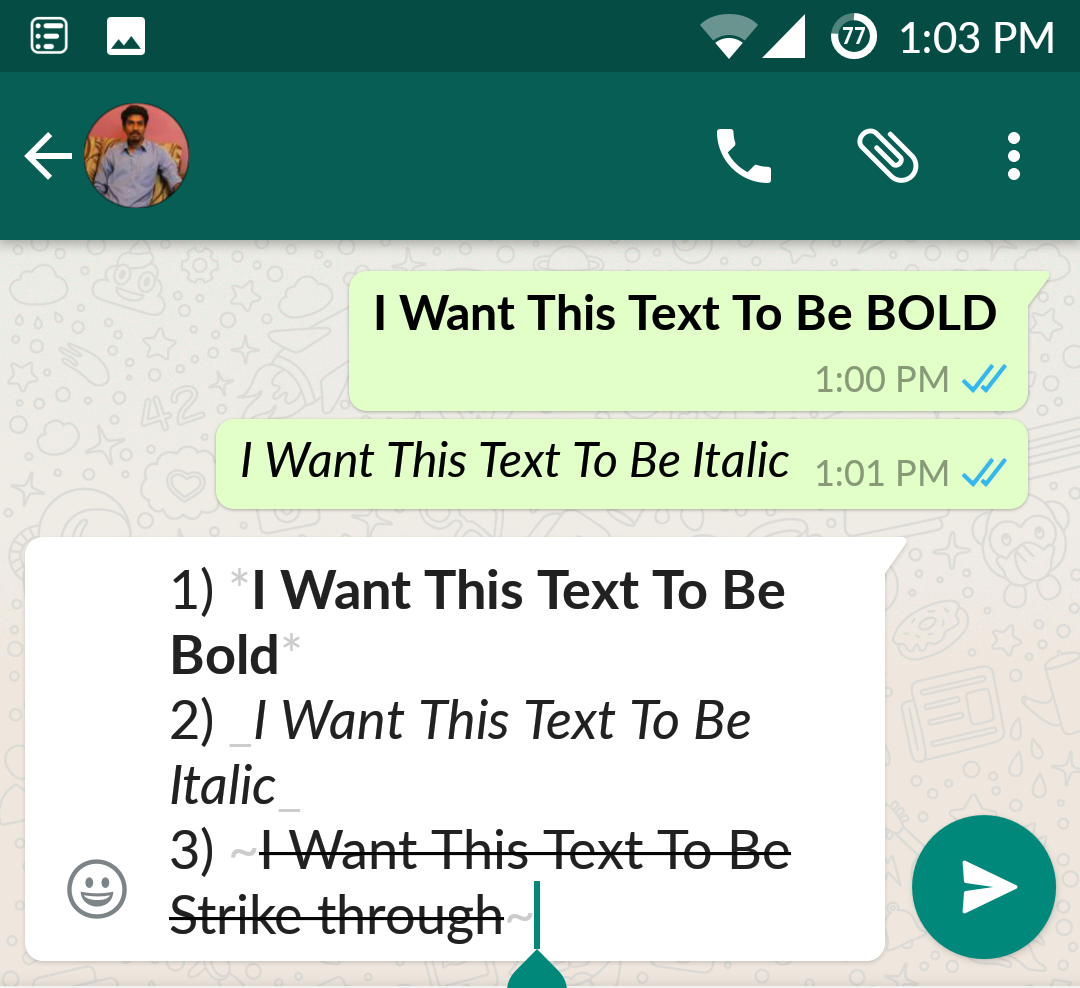 77 1:03 PM
I Want This Text To Be BOLD
1:00 PM
I Want This Text To Be Italic 1:01 PM
1) *I Want This Text To Be
Bold*
2) _I Want This Text To Be
Italic_
3) ~I Want This Text To Be
Strike through~